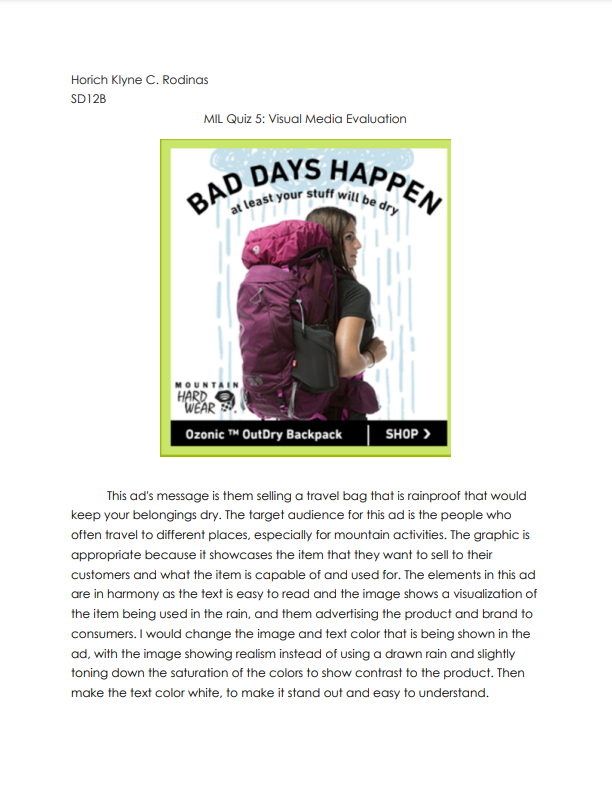 Horich Klyne C. Rodinas
SD12B
MIL Quiz 5: Visual Media Evaluation
BAD DAYS HAPPEN
at least your stuff will be dry
MOUNTAIN
HARD
WEAR
Ozonic ™ OutDry Backpack | SHOP >
This ad's message is them selling a travel bag that is rainproof that would
keep your belongings dry. The target audience for this ad is the people who
often travel to different places, especially for mountain activities. The graphic is
appropriate because it showcases the item that they want to sell to their
customers and what the item is capable of and used for. The elements in this ad
are in harmony as the text is easy to read and the image shows a visualization of
the item being used in the rain, and them advertising the product and brand to
consumers. I would change the image and text color that is being shown in the
ad, with the image showing realism instead of using a drawn rain and slightly
toning down the saturation of the colors to show contrast to the product. Then
make the text color white, to make it stand out and easy to understand.